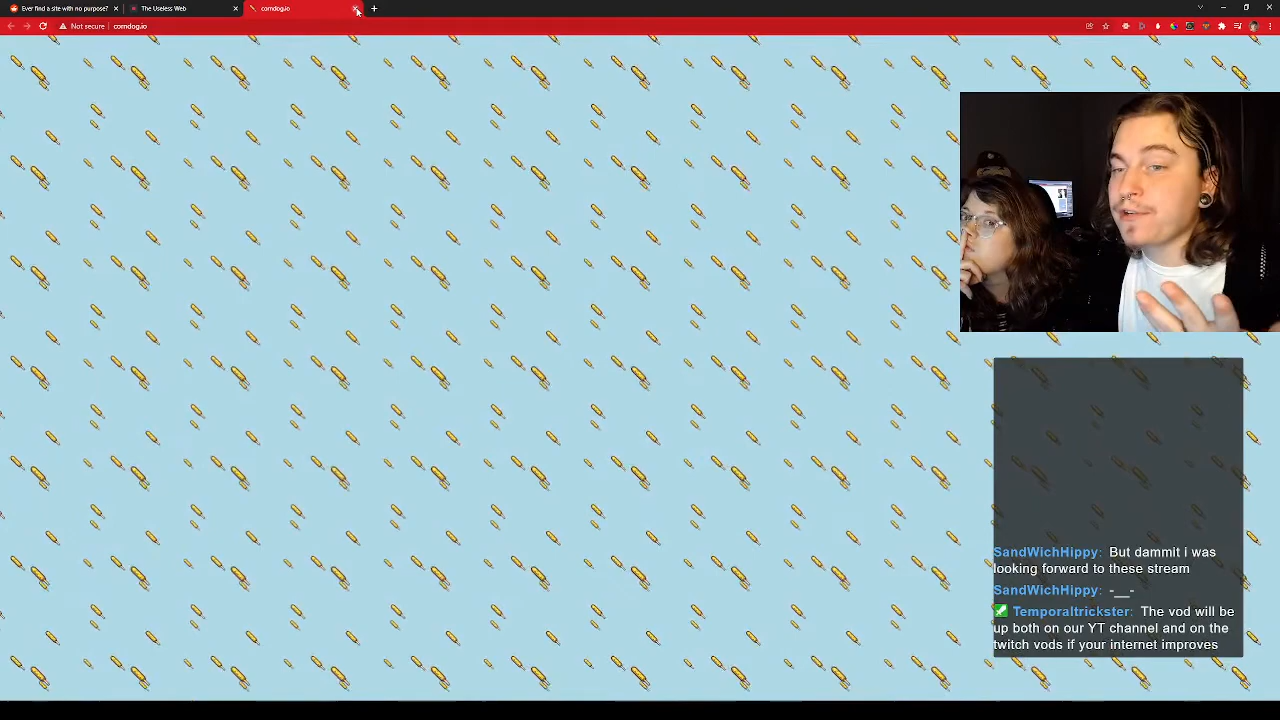 Ever find a site with no purpose?
The Useless Web
corndog.io
Not secure
corndog.io
SandWichHippy: But dammit i was
looking forward to these stream
SandWichHippy: -__-
Temporaltrickster: The vod will be
up both on our YT channel and on the
twitch vods if your internet improves